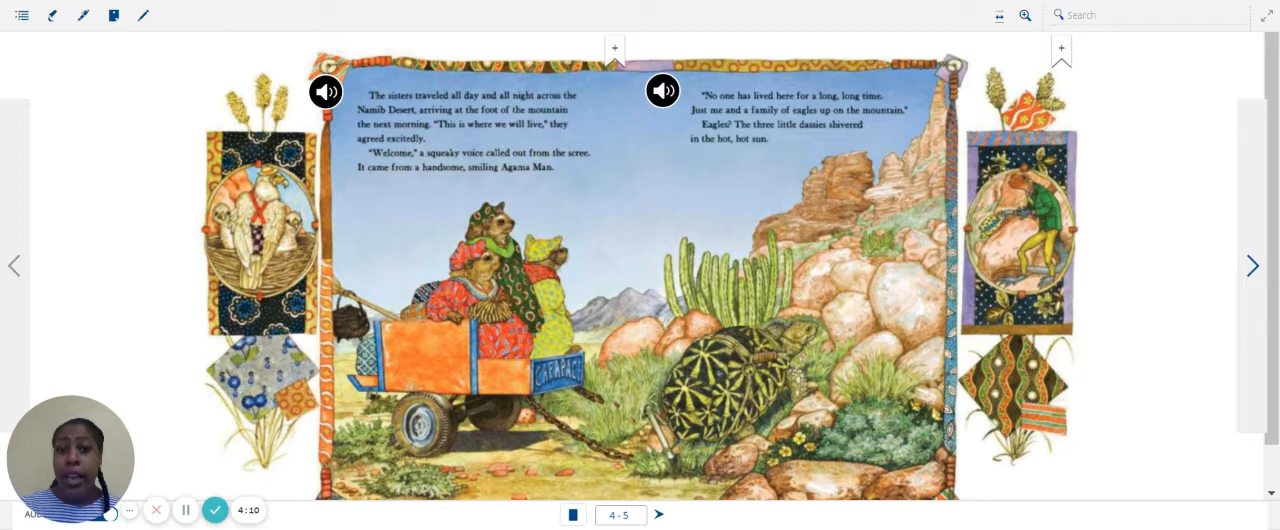 Search
The sisters traveled all day and all night across the
Namib Desert, arriving at the foot of the mountain
the next morning. "This is where we will live," they
agreed excitedly.
"Welcome," a squeaky voice called out from the scree.
It came from a handsome, smiling Agama Man.
"No one has lived here for a long, long time.
Just me and a family of eagles up on the mountain."
Eagles? The three little dassies shivered
in the hot, hot sun.
CARAPACE
4:10
4 - 5